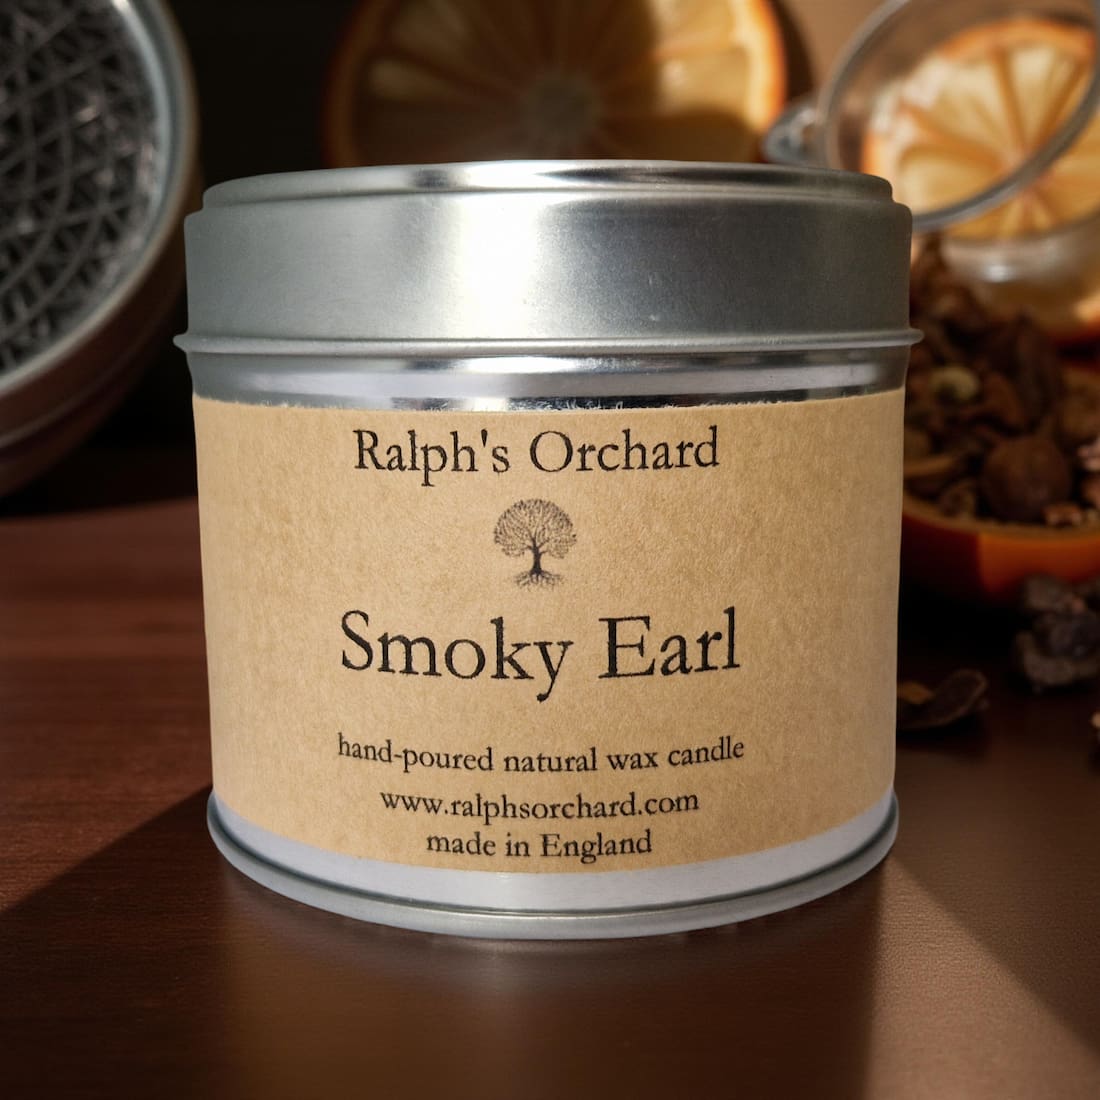 Ralph's Orchard
Smoky Earl
hand-poured natural wax candle
www.ralphsorchard.com
made in England